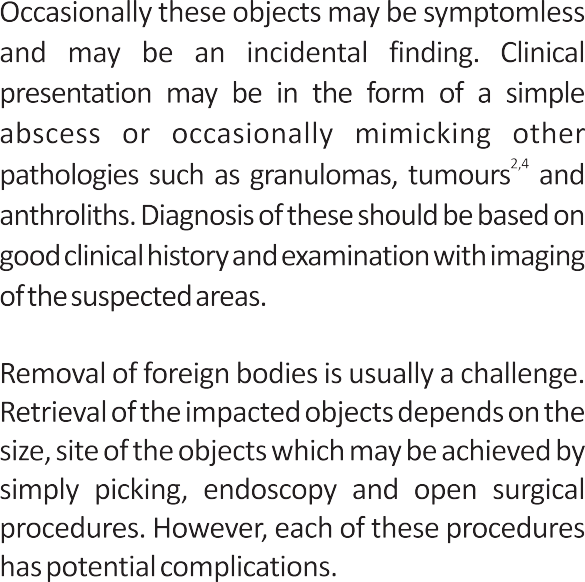 Occasionally these objects may be symptomless
and may be an incidental finding. Clinical
presentation may be in the form of a simple
abscess or occasionally mimicking other
pathologies such as granulomas, tumours2,4 and
anthroliths. Diagnosis of these should be based on
good clinical history and examination with imaging
of the suspected areas.

Removal of foreign bodies is usually a challenge.
Retrieval of the impacted objects depends on the
size, site of the objects which may be achieved by
simply picking, endoscopy and open surgical
procedures. However, each of these procedures
has potential complications.